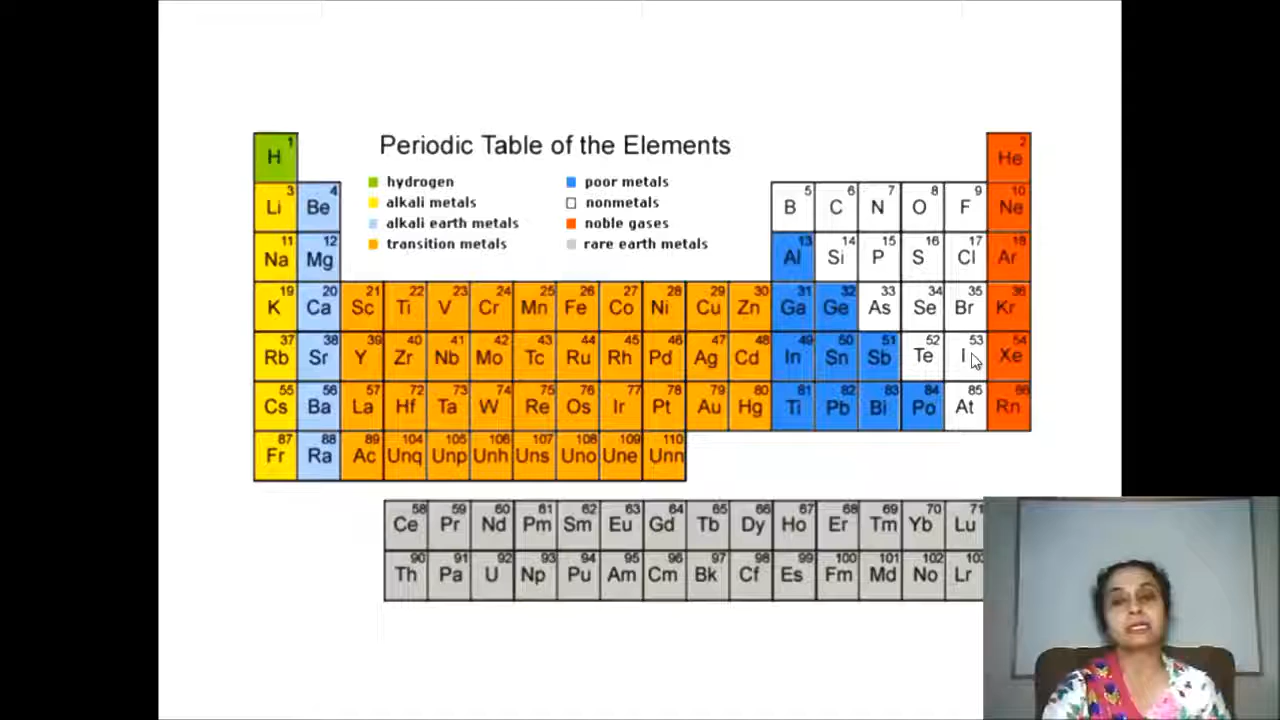 Periodic Table of the Elements
hydrogen
alkali metals
alkali earth metals
transition metals
poor metals
nonmetals
noble gases
rare earth metals
1 H 2 He
3 Li 4 Be 5 B 6 C 7 N 8 O 9 F 10 Ne
11 Na 12 Mg 13 Al 14 Si 15 P 16 S 17 Cl 18 Ar
19 K 20 Ca 21 Sc 22 Ti 23 V 24 Cr 25 Mn 26 Fe 27 Co 28 Ni 29 Cu 30 Zn 31 Ga 32 Ge 33 As 34 Se 35 Br 36 Kr
37 Rb 38 Sr 39 Y 40 Zr 41 Nb 42 Mo 43 Tc 44 Ru 45 Rh 46 Pd 47 Ag 48 Cd 49 In 50 Sn 51 Sb 52 Te 53 I 54 Xe
55 Cs 56 Ba 57 La 72 Hf 73 Ta 74 W 75 Re 76 Os 77 Ir 78 Pt 79 Au 80 Hg 81 Ti 82 Pb 83 Bi 84 Po 85 At 86 Rn
87 Fr 88 Ra 89 Ac 104 Unq 105 Unp 106 Unh 107 Uns 108 Uno 109 Une 110 Unn
58 Ce 59 Pr 60 Nd 61 Pm 62 Sm 63 Eu 64 Gd 65 Tb 66 Dy 67 Ho 68 Er 69 Tm 70 Yb 71 Lu
90 Th 91 Pa 92 U 93 Np 94 Pu 95 Am 96 Cm 97 Bk 98 Cf 99 Es 100 Fm 101 Md 102 No 103 Lr